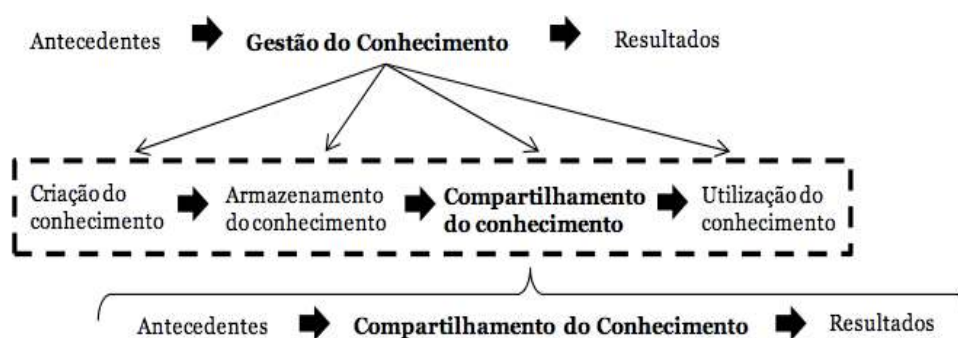 Antecedentes Gestão do Conhecimento Resultados
Criação do conhecimento
Armazenamento do conhecimento
Compartilhamento do conhecimento
Utilização do conhecimento
Antecedentes Compartilhamento do Conhecimento Resultados